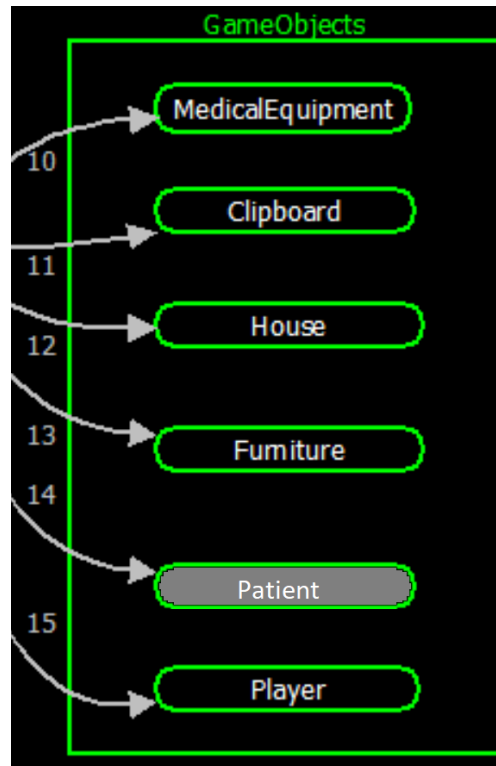 GameObjects
MedicalEquipment
10
Clipboard
11
House
12
Furniture
13
14
Patient
15
Player